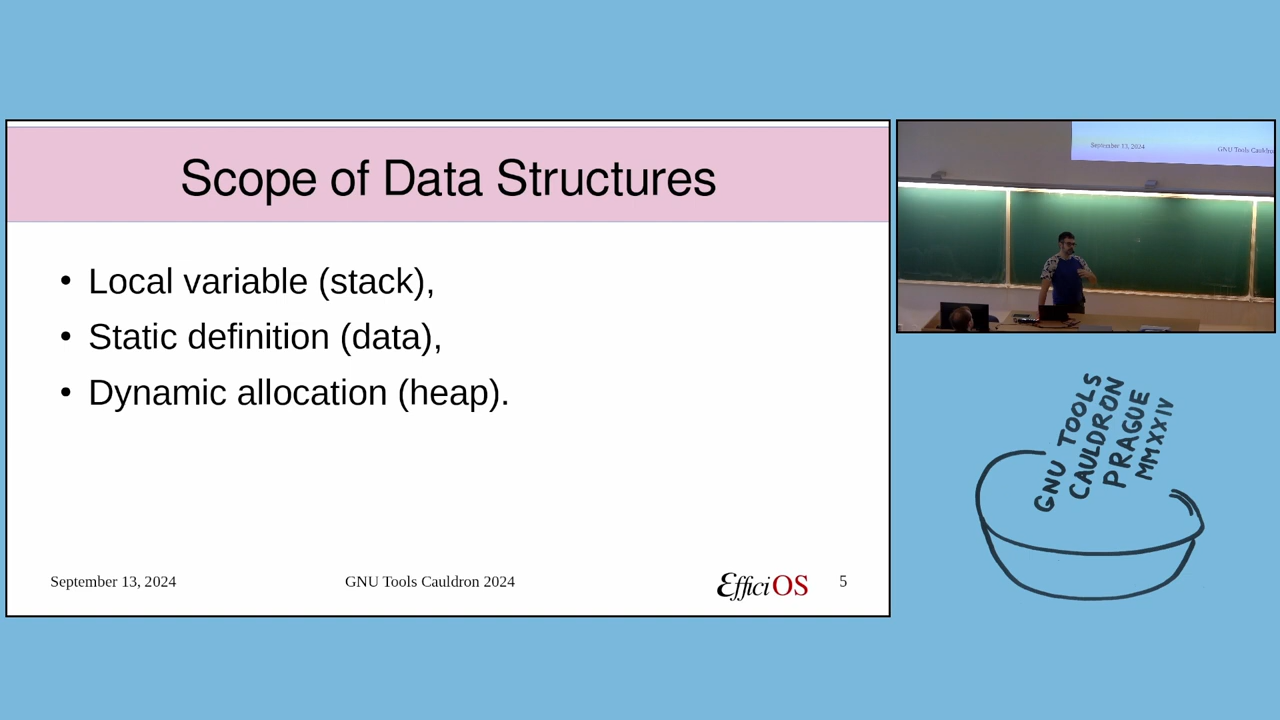 Scope of Data Structures
• Local variable (stack),
• Static definition (data),
• Dynamic allocation (heap).
September 13, 2024
GNU Tools Cauldron 2024
EfficiOS
5
September 13, 2024
GNU Tools Cauldro
GNU TOOLS
CAULDRON
PRAGUE
MMXXIV